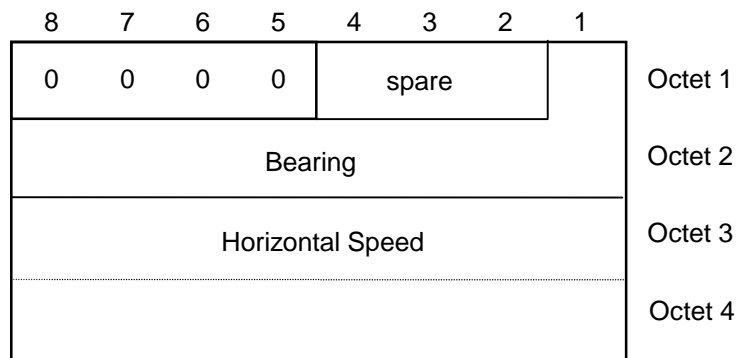 8 7 6 5 4 3 2 1
0 0 0 0 spare Octet 1
Bearing Octet 2
Horizontal Speed Octet 3
Octet 4